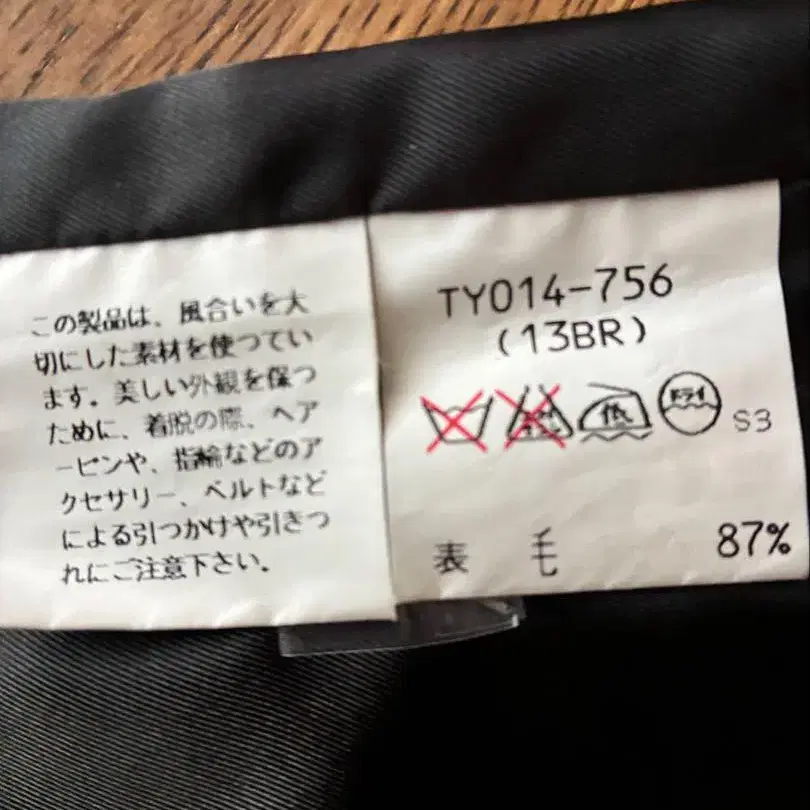 この製品は、風合いを大
切にした素材を使つてい
ます。美しい外観を保つ
ために、着脱の際、ヘア
ーピンや、指輪などのア
クセサリー、ベルトなど
による引つかけや引きつ
れにご注意下さい。
TY014-756
(13BR)
低 ドライ S3
表 毛 87%